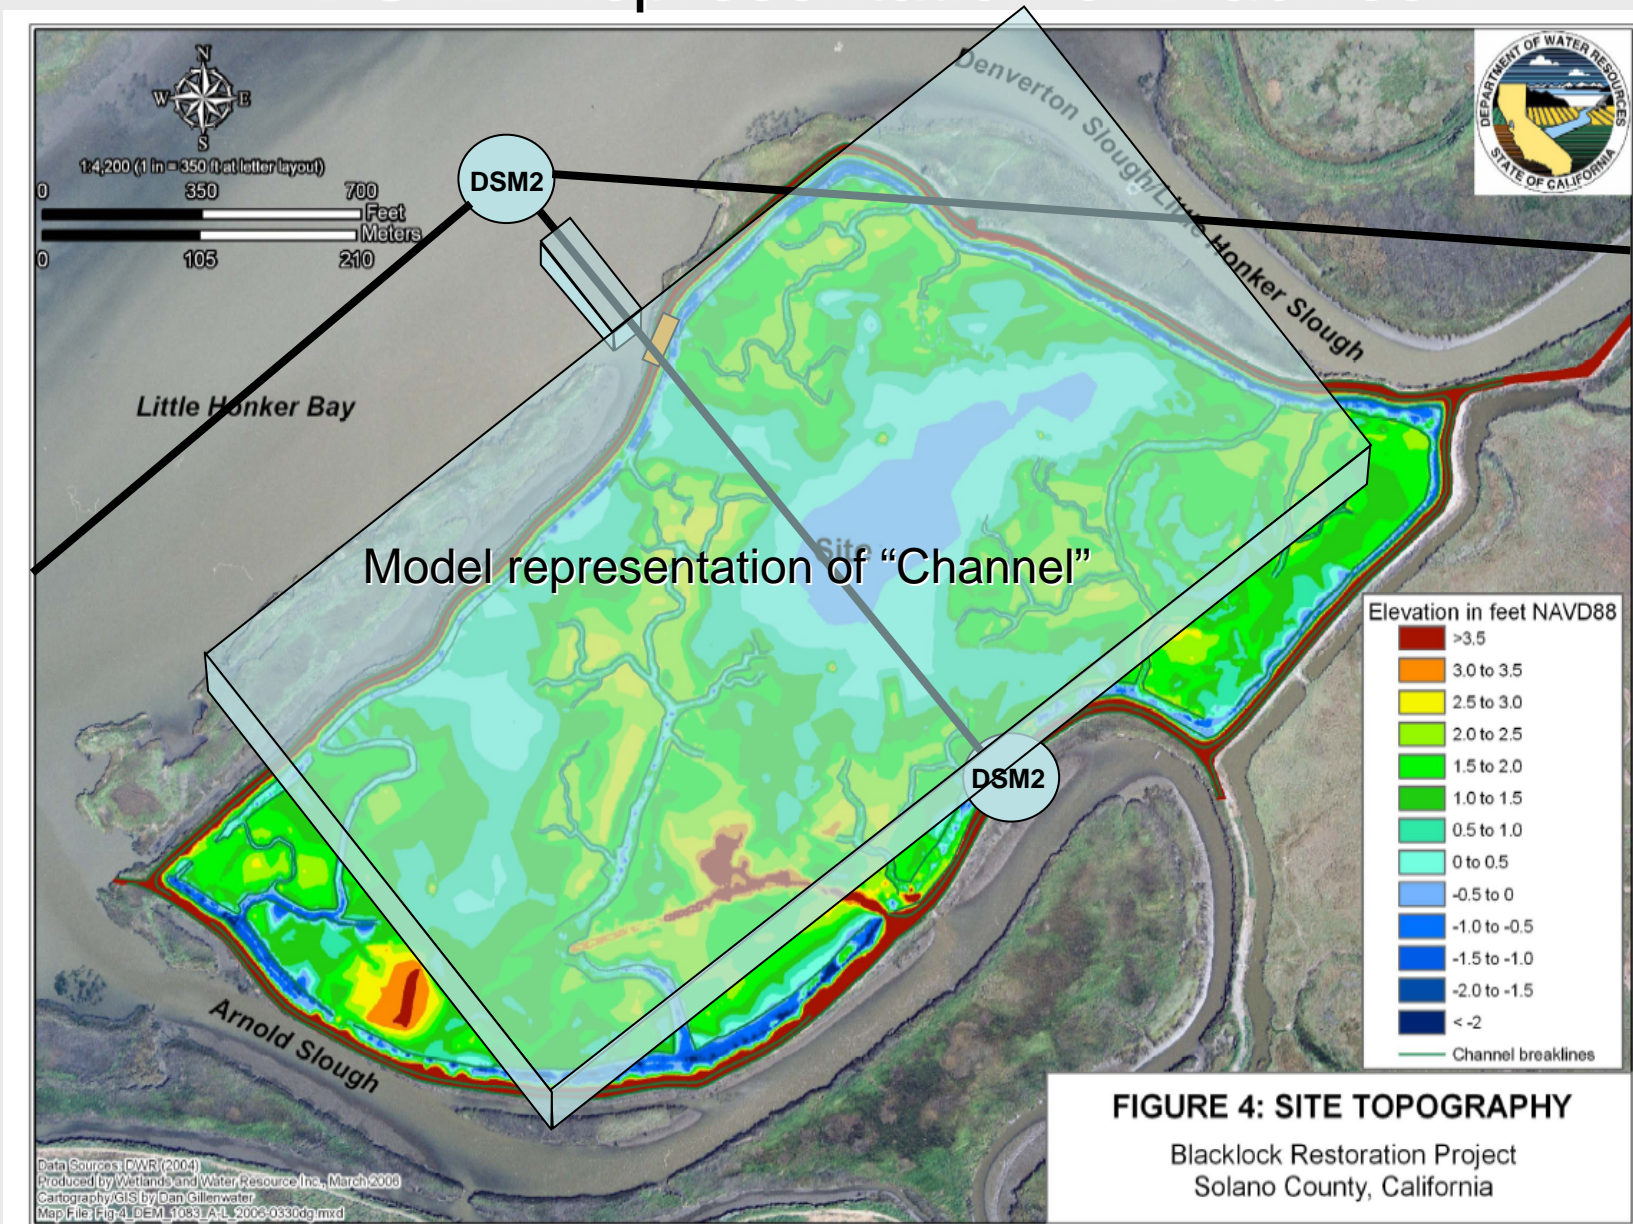 N
W E
S
1:4,200 (1 in = 350 ft at letter layout)
0 350 700
Feet
Meters
0 105 210
DSM2
Denverton Slough/Little Honker Slough
DEPARTMENT OF WATER RESOURCES
STATE OF CALIFORNIA
Little Honker Bay
Site
Model representation of “Channel”
DSM2
Arnold Slough
Elevation in feet NAVD88
>3.5
3.0 to 3.5
2.5 to 3.0
2.0 to 2.5
1.5 to 2.0
1.0 to 1.5
0.5 to 1.0
0 to 0.5
-0.5 to 0
-1.0 to -0.5
-1.5 to -1.0
-2.0 to -1.5
< -2
Channel breaklines
FIGURE 4: SITE TOPOGRAPHY
Blacklock Restoration Project
Solano County, California
Data Sources: DWR (2004)
Produced by Wetlands and Water Resource Inc., March 2006
Cartography/GIS by Dan Gillenwater
Map File: Fig-4_DEM_1083_A-L_2006-0330dg.mxd